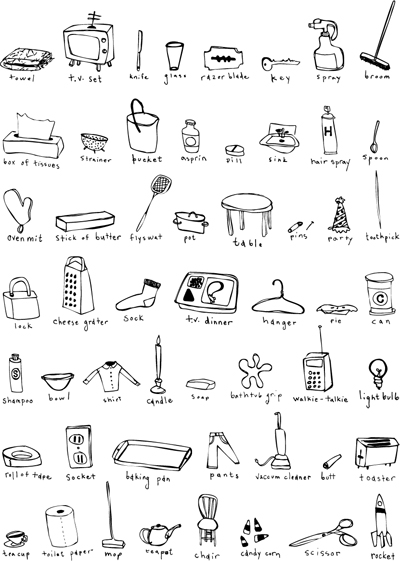 towel t.v. set knife glass razor blade key spray broom
box of tissues strainer bucket asprin pill sink hair spray spoon
H
oven mit stick of butter flyswat pot table pins party toothpick
lock cheese grater sock t.v. dinner hanger pie can
C
S
shampoo bowl shirt candle soap bathtub grip walkie-talkie light bulb
roll of tape socket baking pan pants vacuum cleaner butt toaster
teacup toilet paper mop teapot chair candy corn scissor rocket